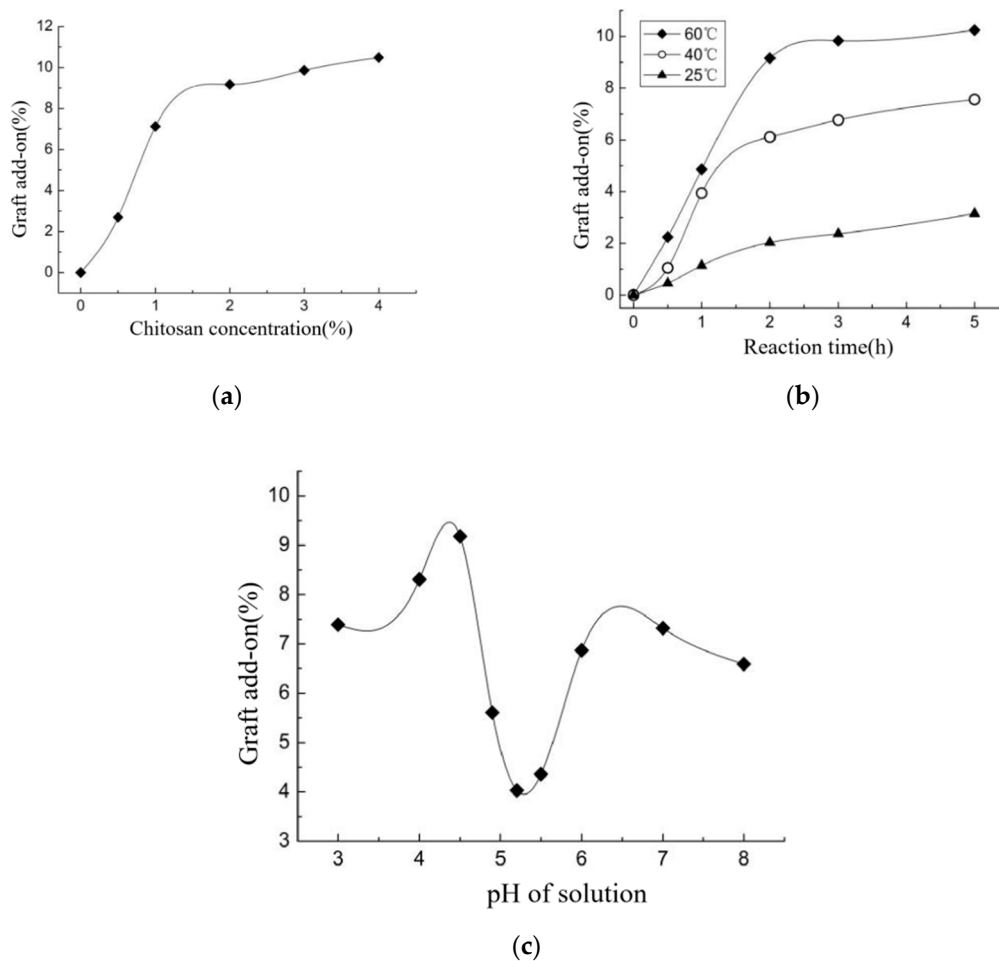 14
12
10
8
6
4
2
0
Graft add-on(%)
0 1 2 3 4
Chitosan concentration(%)
(a)
60℃
40℃
25℃
10
8
6
4
2
0
Graft add-on(%)
0 1 2 3 4 5
Reaction time(h)
(b)
10
9
8
7
6
5
4
3
Graft add-on(%)
3 4 5 6 7 8
pH of solution
(c)